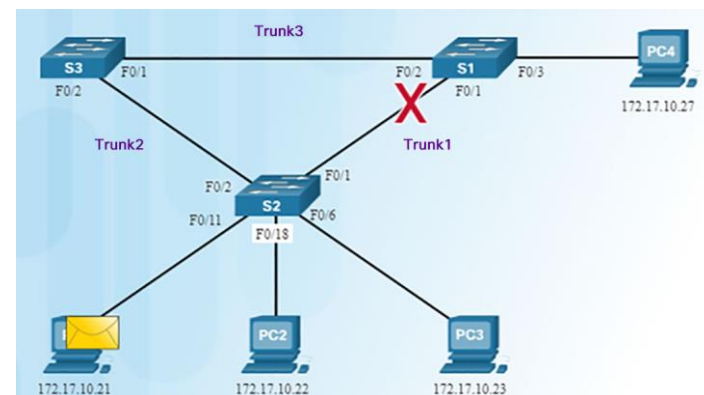 Trunk3
S3
F0/1
F0/2
S1
F0/3
PC4
F0/2
F0/1
172.17.10.27
Trunk2
Trunk1
F0/2
F0/1
S2
F0/11
F0/6
F0/18
PC2
PC3
172.17.10.21
172.17.10.22
172.17.10.23